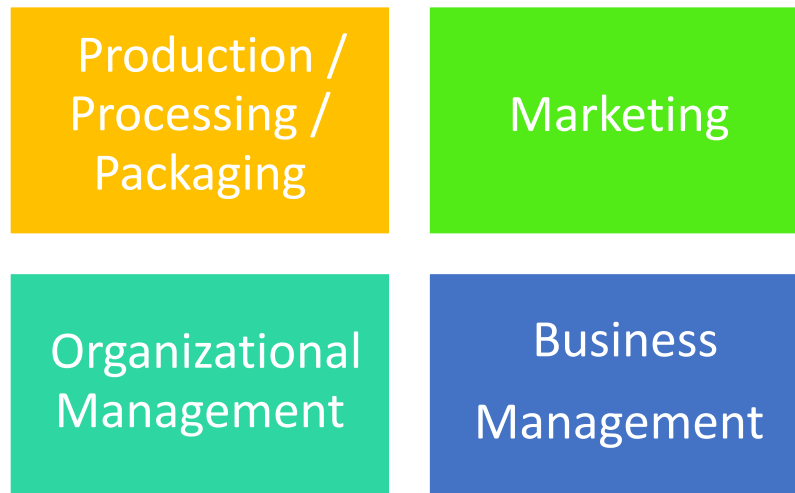 Production /
Processing /
Packaging
Marketing
Organizational
Management
Business
Management